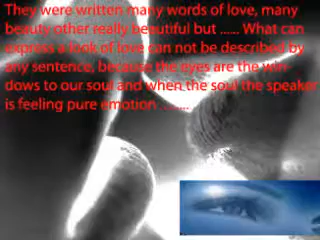 They were written many words of love, many
beauty other really beautiful but ...... What can
express a look of love can not be described by
any sentence, because the eyes are the win-
dows to our soul and when the soul the speaker
is feeling pure emotion .........